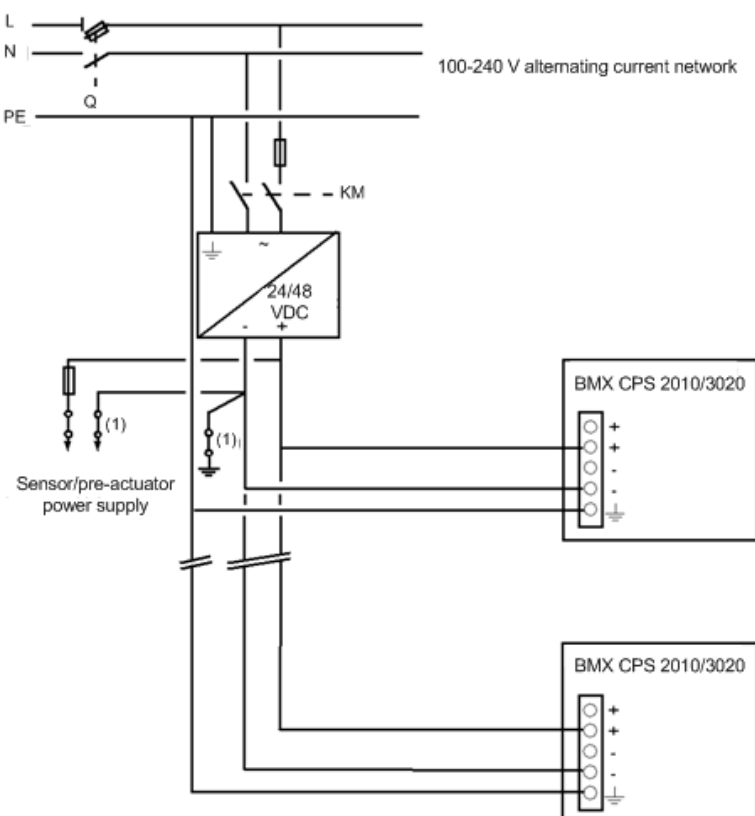 L
N
100-240 V alternating current network
Q
PE
KM
~
24/48
VDC
- +
BMX CPS 2010/3020
+
+
-
-
(1)
(1)
Sensor/pre-actuator
power supply
BMX CPS 2010/3020
+
+
-
-